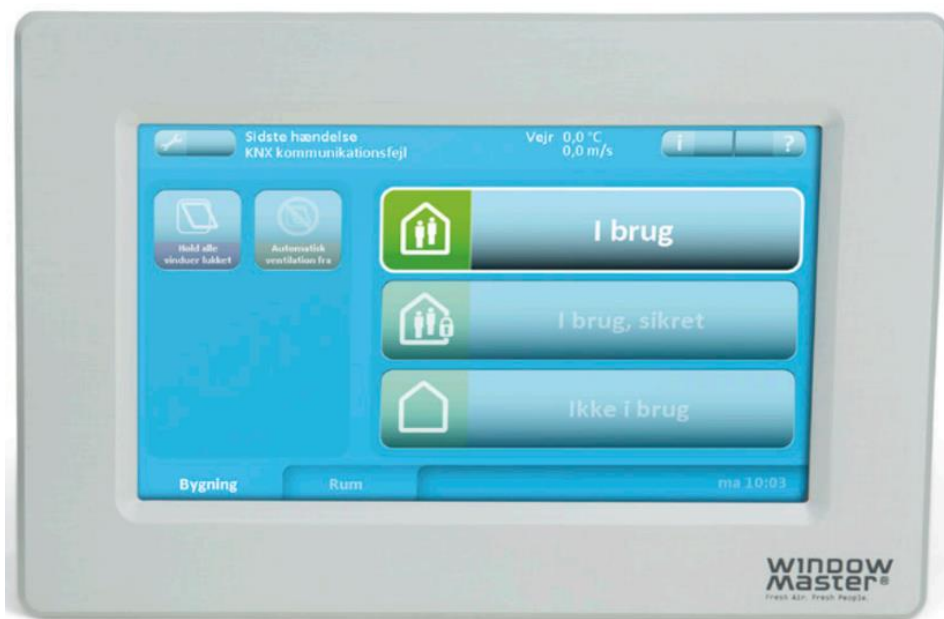 Sidste hændelse
KNX kommunikationsfejl
Vejr 0,0 °C
0,0 m/s
i
?
Hold alle
vinduer lukket
Automatisk
ventilation fra
I brug
I brug, sikret
Ikke i brug
Bygning
Rum
ma 10:03
WINDOW
Master®
Fresh Air. Fresh People.